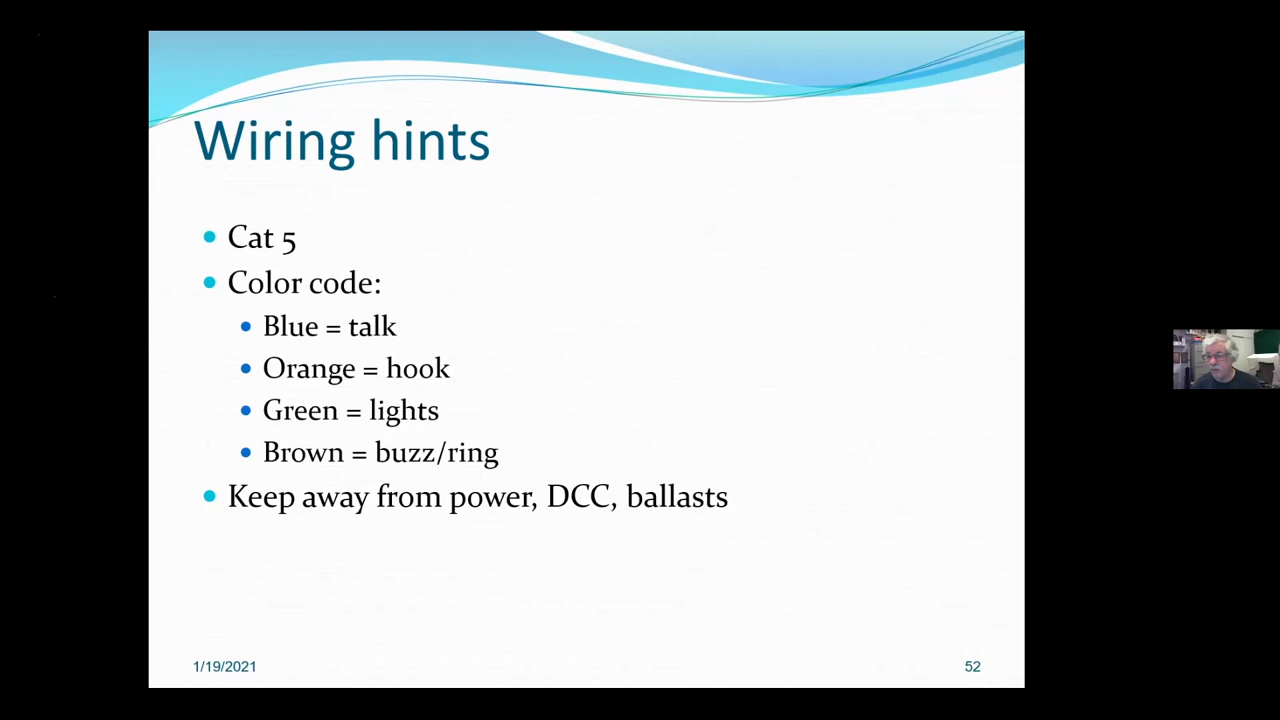 Wiring hints
Cat 5
Color code:
Blue = talk
Orange = hook
Green = lights
Brown = buzz/ring
Keep away from power, DCC, ballasts
1/19/2021
52